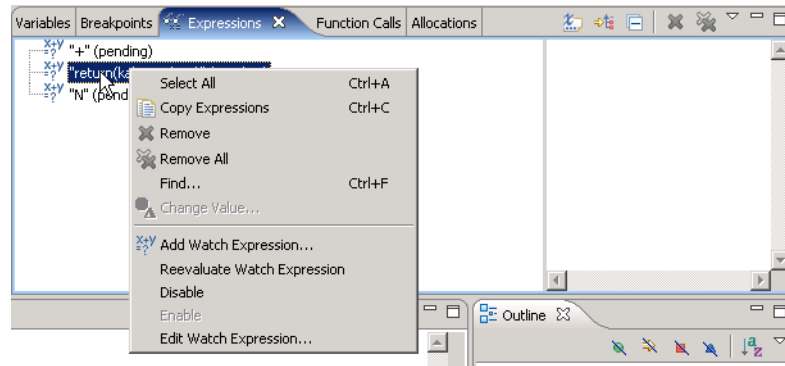 Variables Breakpoints Expressions Function Calls Allocations
"+" (pending)
"return(
"N" (pend
Select All Ctrl+A
Copy Expressions Ctrl+C
Remove
Remove All
Find... Ctrl+F
Change Value...
Add Watch Expression...
Reevaluate Watch Expression
Disable
Enable
Edit Watch Expression...
Outline